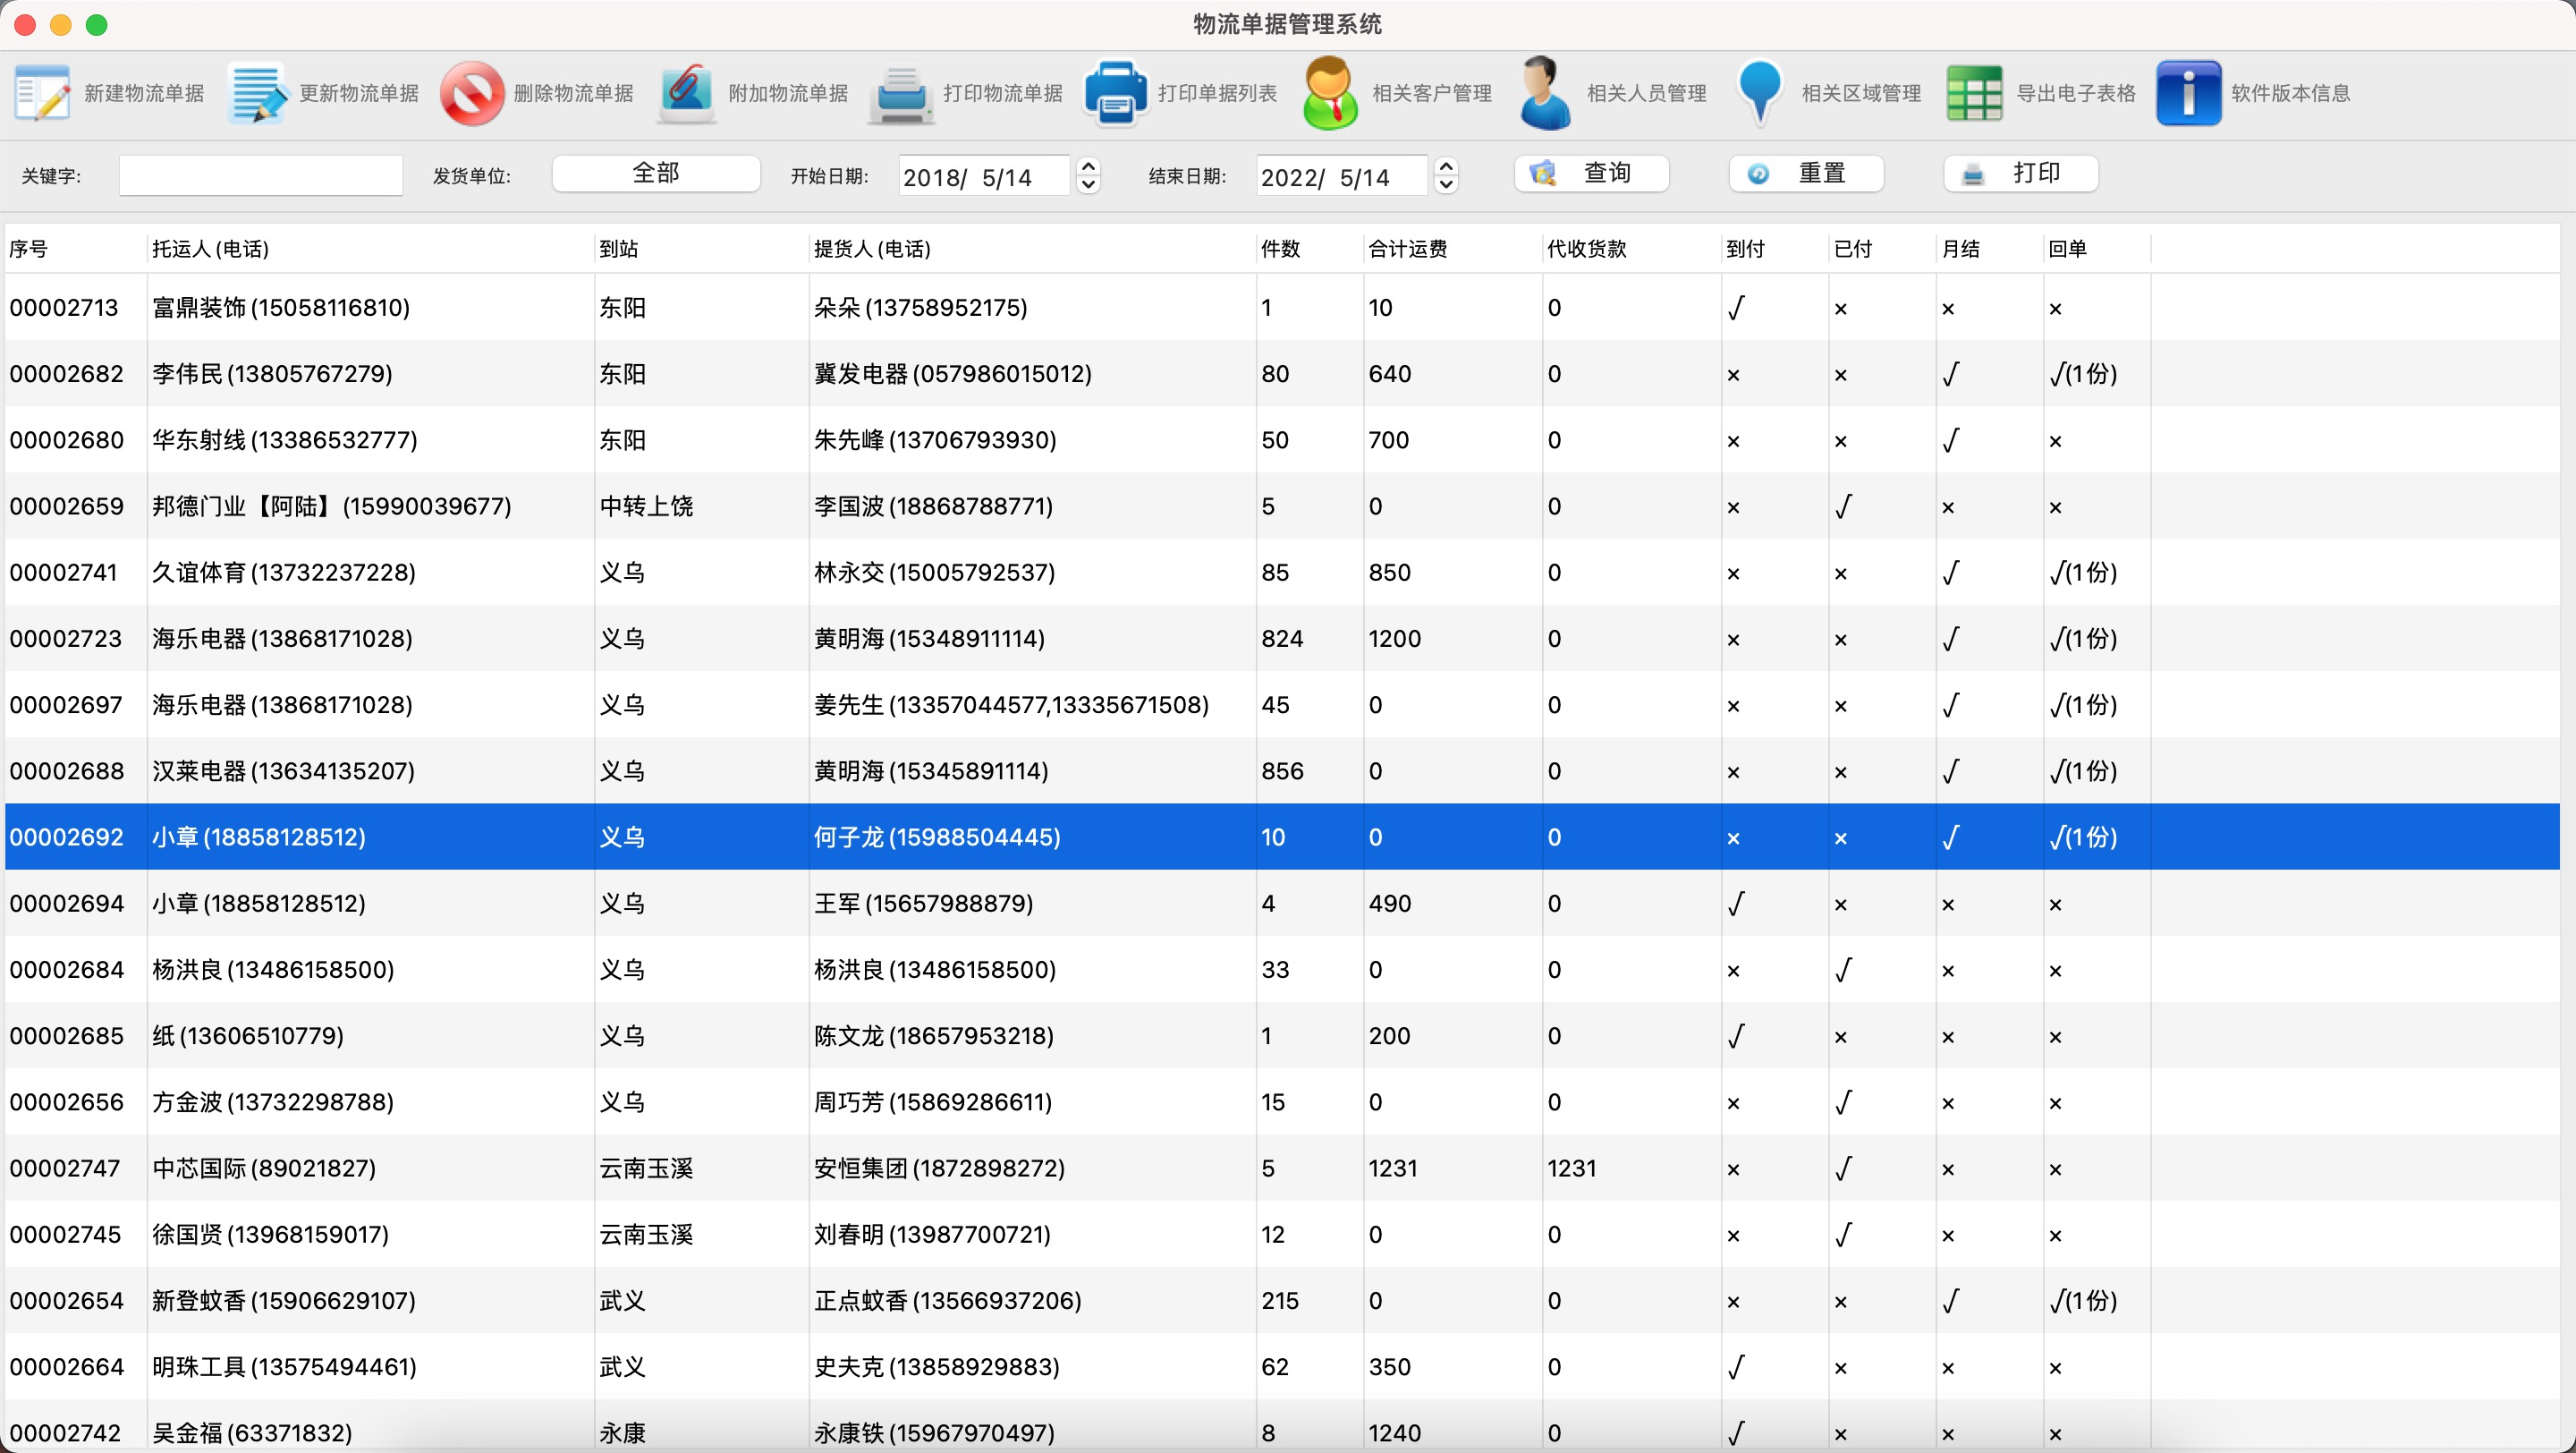 物流单据管理系统
新建物流单据 更新物流单据 删除物流单据 附加物流单据 打印物流单据 打印单据列表 相关客户管理 相关人员管理 相关区域管理 导出电子表格 软件版本信息
关键字: 发货单位: 全部 开始日期: 2018/ 5/14 结束日期: 2022/ 5/14 查询 重置 打印
序号 托运人(电话) 到站 提货人(电话) 件数 合计运费 代收货款 到付 已付 月结 回单
00002713 富鼎装饰(15058116810) 东阳 朵朵(13758952175) 1 10 0 √ × × ×
00002682 李伟民(13805767279) 东阳 冀发电器(057986015012) 80 640 0 × × √ √(1份)
00002680 华东射线(13386532777) 东阳 朱先峰(13706793930) 50 700 0 × × √ ×
00002659 邦德门业【阿陆】(15990039677) 中转上饶 李国波(18868788771) 5 0 0 × √ × ×
00002741 久谊体育(13732237228) 义乌 林永交(15005792537) 85 850 0 × × √ √(1份)
00002723 海乐电器(13868171028) 义乌 黄明海(15348911114) 824 1200 0 × × √ √(1份)
00002697 海乐电器(13868171028) 义乌 姜先生(13357044577,13335671508) 45 0 0 × × √ √(1份)
00002688 汉莱电器(13634135207) 义乌 黄明海(15345891114) 856 0 0 × × √ √(1份)
00002692 小章(18858128512) 义乌 何子龙(15988504445) 10 0 0 × × √ √(1份)
00002694 小章(18858128512) 义乌 王军(15657988879) 4 490 0 √ × × ×
00002684 杨洪良(13486158500) 义乌 杨洪良(13486158500) 33 0 0 × √ × ×
00002685 纸(13606510779) 义乌 陈文龙(18657953218) 1 200 0 √ × × ×
00002656 方金波(13732298788) 义乌 周巧芳(15869286611) 15 0 0 × √ × ×
00002747 中芯国际(89021827) 云南玉溪 安恒集团(1872898272) 5 1231 1231 × √ × ×
00002745 徐国贤(13968159017) 云南玉溪 刘春明(13987700721) 12 0 0 × √ × ×
00002654 新登蚊香(15906629107) 武义 正点蚊香(13566937206) 215 0 0 × × √ √(1份)
00002664 明珠工具(13575494461) 武义 史夫克(13858929883) 62 350 0 √ × × ×
00002742 吴金福(63371832) 永康 永康铁(15967970497) 8 1240 0 √ × × ×